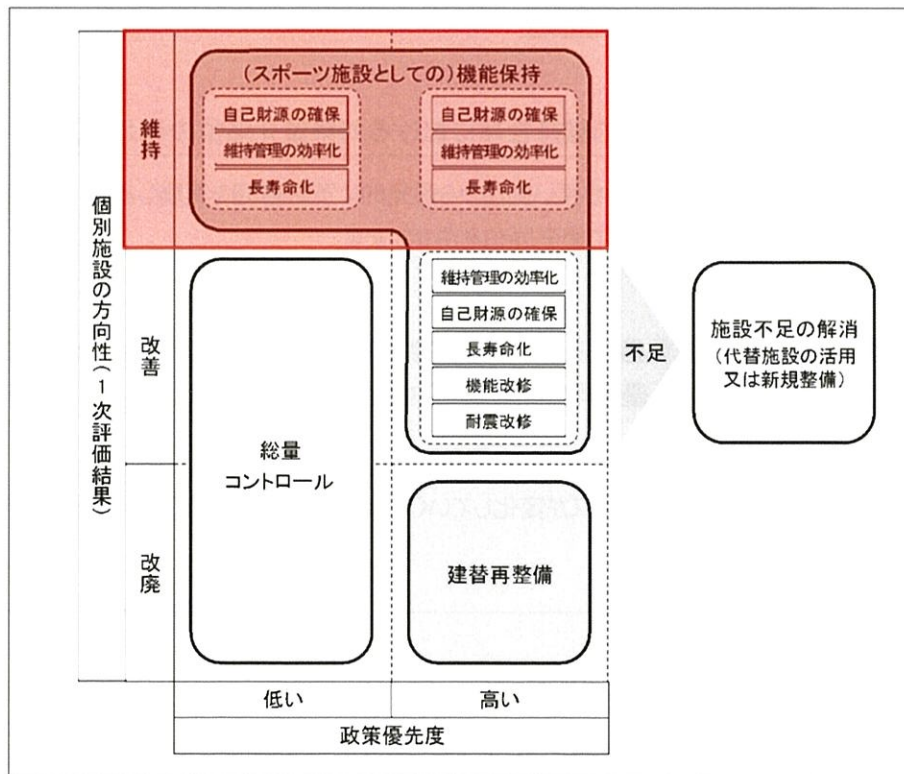 (スポーツ施設としての)機能保持
維持
自己財源の確保
維持管理の効率化
長寿命化
自己財源の確保
維持管理の効率化
長寿命化
個別施設の方向性(1次評価結果)
改善
総量
コントロール
維持管理の効率化
自己財源の確保
長寿命化
機能改修
耐震改修
不足
施設不足の解消
(代替施設の活用
又は新規整備)
改廃
建替再整備
低い
高い
政策優先度